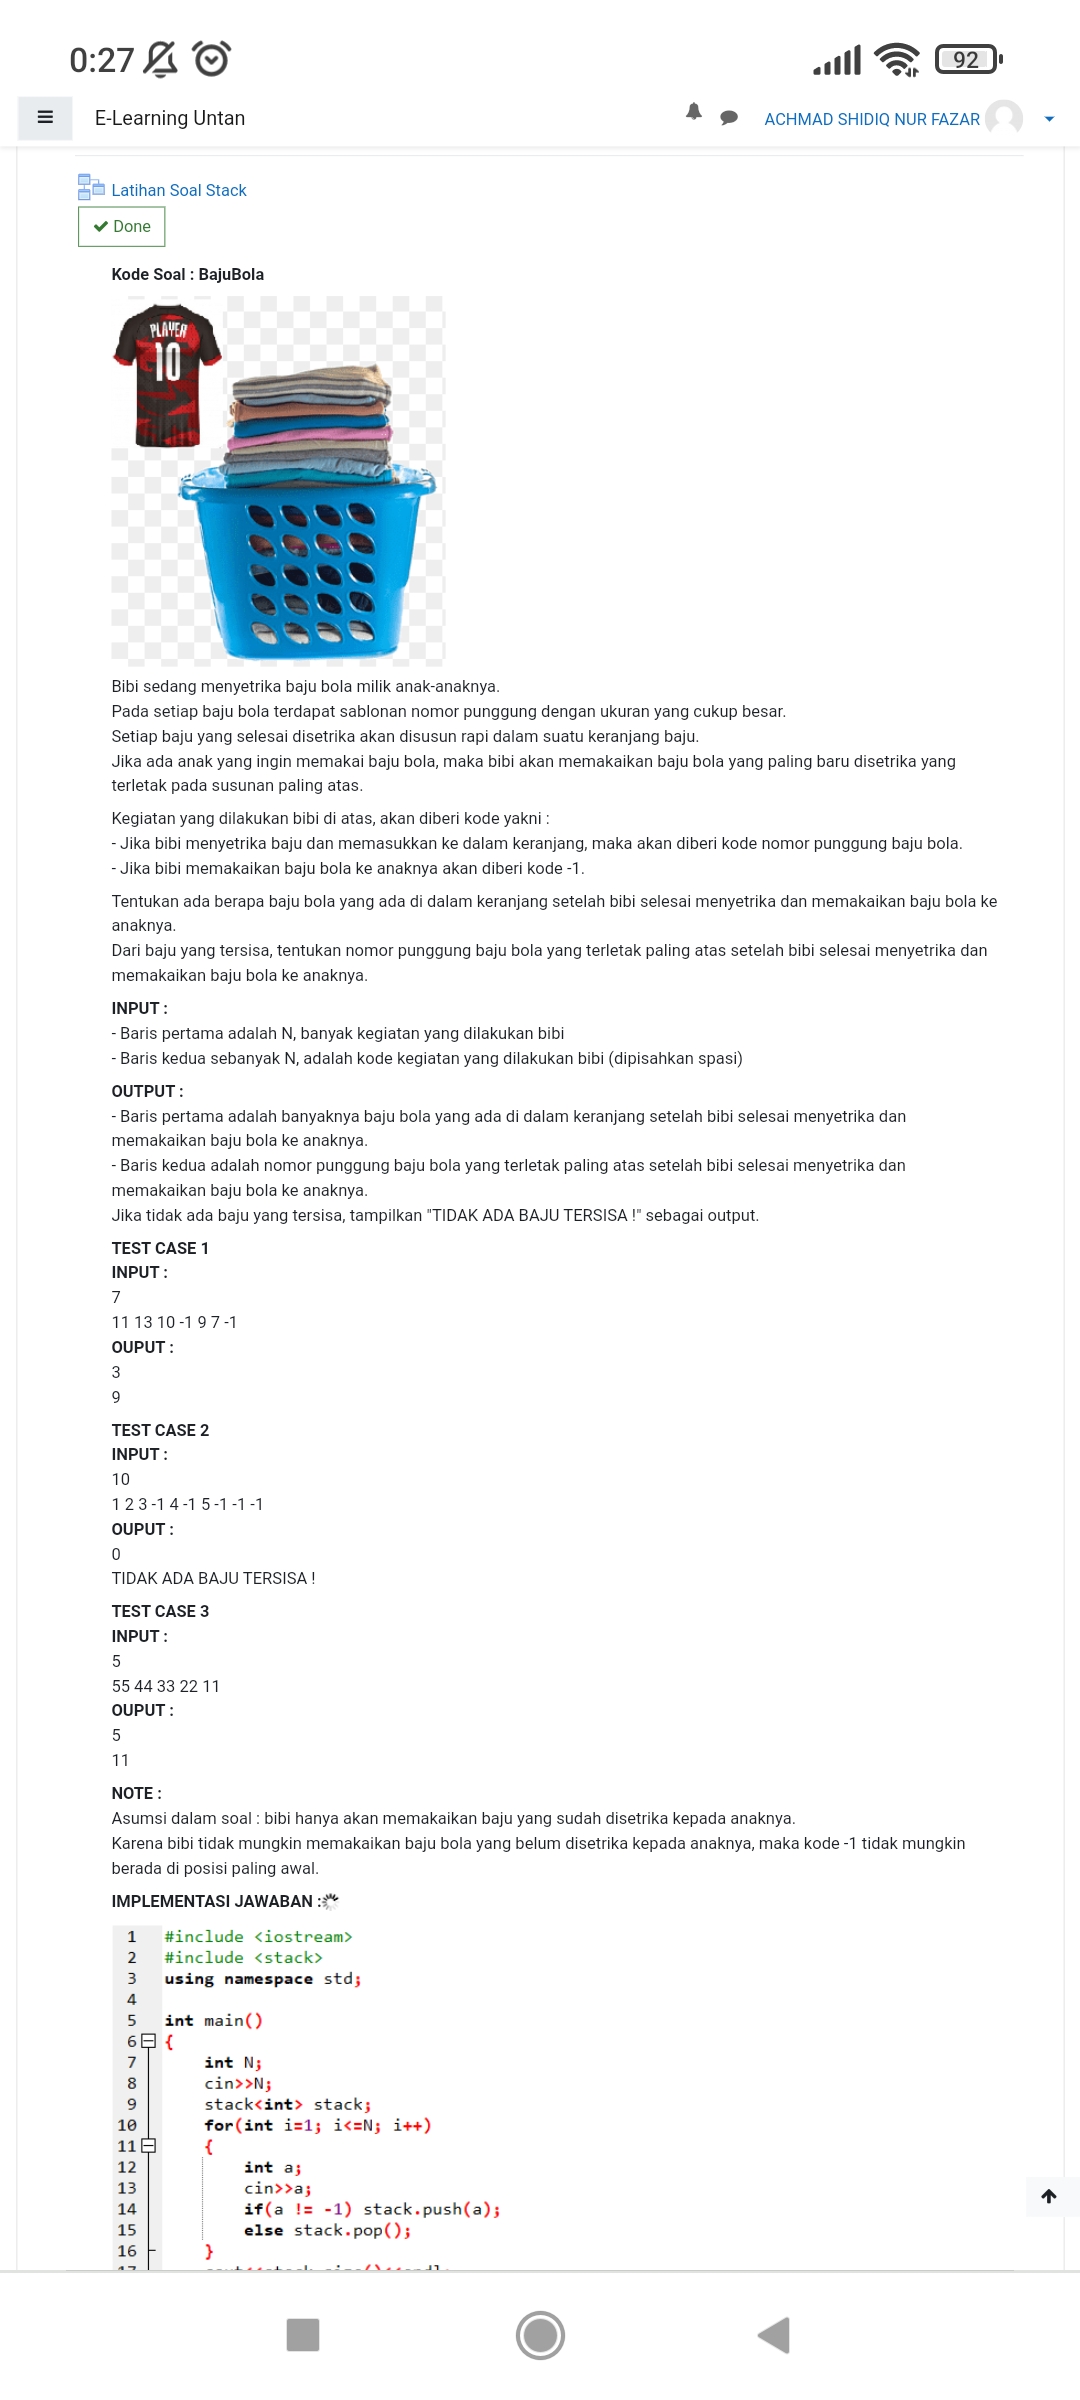 0:27
92
E-Learning Untan
ACHMAD SHIDIQ NUR FAZAR
Latihan Soal Stack
Done
Kode Soal : BajuBola
PLAYER
10
Bibi sedang menyetrika baju bola milik anak-anaknya.
Pada setiap baju bola terdapat sablonan nomor punggung dengan ukuran yang cukup besar.
Setiap baju yang selesai disetrika akan disusun rapi dalam suatu keranjang baju.
Jika ada anak yang ingin memakai baju bola, maka bibi akan memakaikan baju bola yang paling baru disetrika yang
terletak pada susunan paling atas.
Kegiatan yang dilakukan bibi di atas, akan diberi kode yakni :
- Jika bibi menyetrika baju dan memasukkan ke dalam keranjang, maka akan diberi kode nomor punggung baju bola.
- Jika bibi memakaikan baju bola ke anaknya akan diberi kode -1.
Tentukan ada berapa baju bola yang ada di dalam keranjang setelah bibi selesai menyetrika dan memakaikan baju bola ke
anaknya.
Dari baju yang tersisa, tentukan nomor punggung baju bola yang terletak paling atas setelah bibi selesai menyetrika dan
memakaikan baju bola ke anaknya.
INPUT :
- Baris pertama adalah N, banyak kegiatan yang dilakukan bibi
- Baris kedua sebanyak N, adalah kode kegiatan yang dilakukan bibi (dipisahkan spasi)
OUTPUT :
- Baris pertama adalah banyaknya baju bola yang ada di dalam keranjang setelah bibi selesai menyetrika dan
memakaikan baju bola ke anaknya.
- Baris kedua adalah nomor punggung baju bola yang terletak paling atas setelah bibi selesai menyetrika dan
memakaikan baju bola ke anaknya.
Jika tidak ada baju yang tersisa, tampilkan "TIDAK ADA BAJU TERSISA !" sebagai output.
TEST CASE 1
INPUT :
7
11 13 10 -1 9 7 -1
OUPUT :
3
9
TEST CASE 2
INPUT :
10
1 2 3 -1 4 -1 5 -1 -1 -1
OUPUT :
0
TIDAK ADA BAJU TERSISA !
TEST CASE 3
INPUT :
5
55 44 33 22 11
OUPUT :
5
11
NOTE :
Asumsi dalam soal : bibi hanya akan memakaikan baju yang sudah disetrika kepada anaknya.
Karena bibi tidak mungkin memakaikan baju bola yang belum disetrika kepada anaknya, maka kode -1 tidak mungkin
berada di posisi paling awal.
IMPLEMENTASI JAWABAN :
1 #include <iostream>
2 #include <stack>
3 using namespace std;
4
5 int main()
6 {
7 int N;
8 cin>>N;
9 stack<int> stack;
10 for(int i=1; i<=N; i++)
11 {
12 int a;
13 cin>>a;
14 if(a != -1) stack.push(a);
15 else stack.pop();
16 }